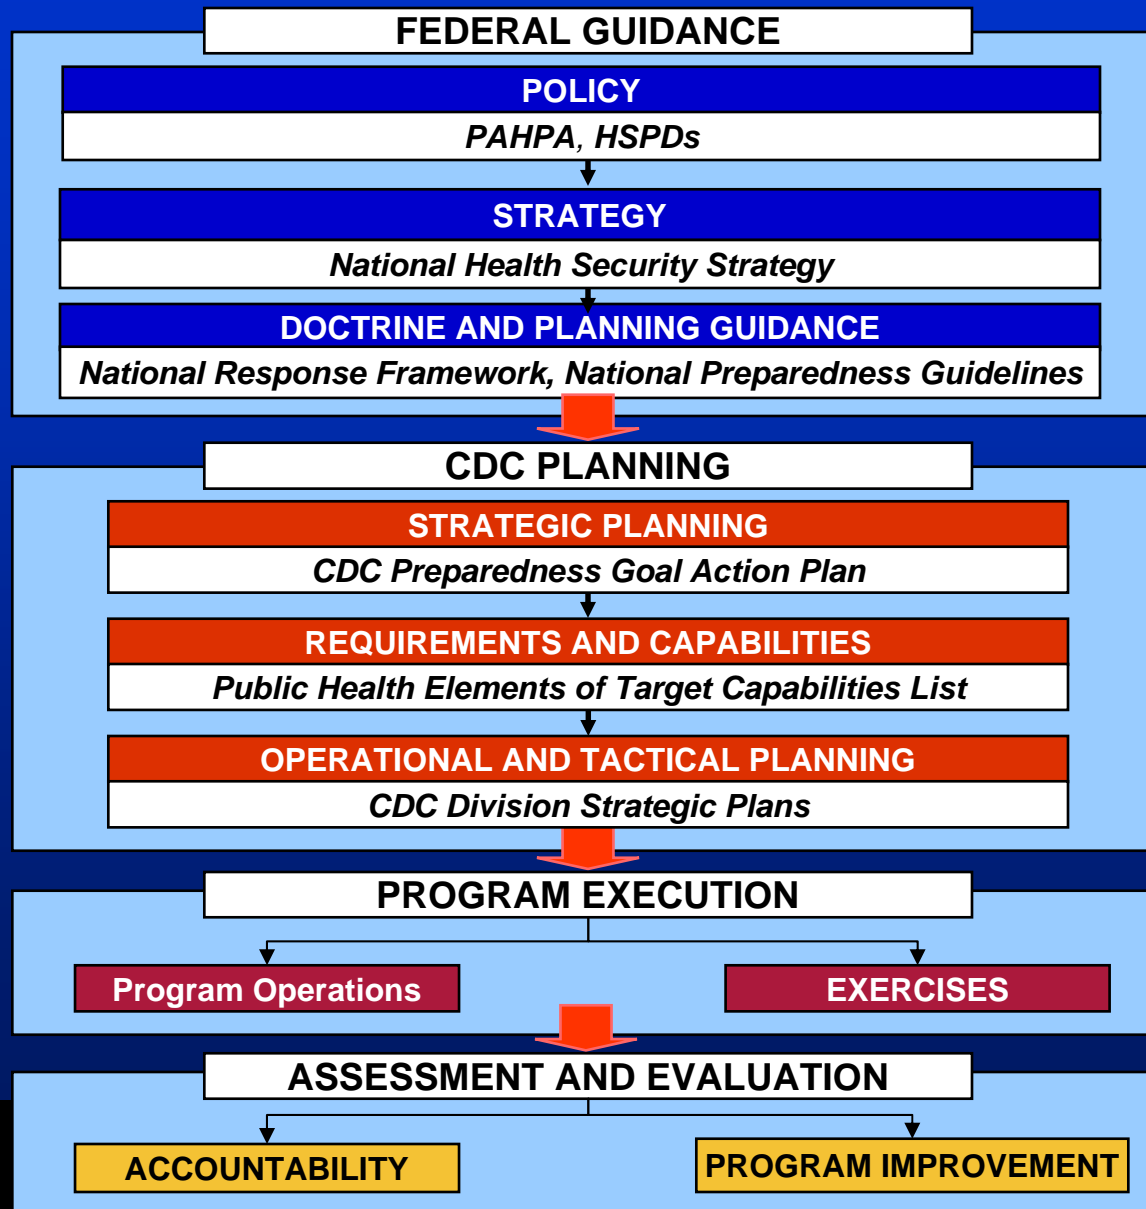 FEDERAL GUIDANCE
POLICY
PAHPA, HSPDs
STRATEGY
National Health Security Strategy
DOCTRINE AND PLANNING GUIDANCE
National Response Framework, National Preparedness Guidelines
CDC PLANNING
STRATEGIC PLANNING
CDC Preparedness Goal Action Plan
REQUIREMENTS AND CAPABILITIES
Public Health Elements of Target Capabilities List
OPERATIONAL AND TACTICAL PLANNING
CDC Division Strategic Plans
PROGRAM EXECUTION
Program Operations
EXERCISES
ASSESSMENT AND EVALUATION
ACCOUNTABILITY
PROGRAM IMPROVEMENT